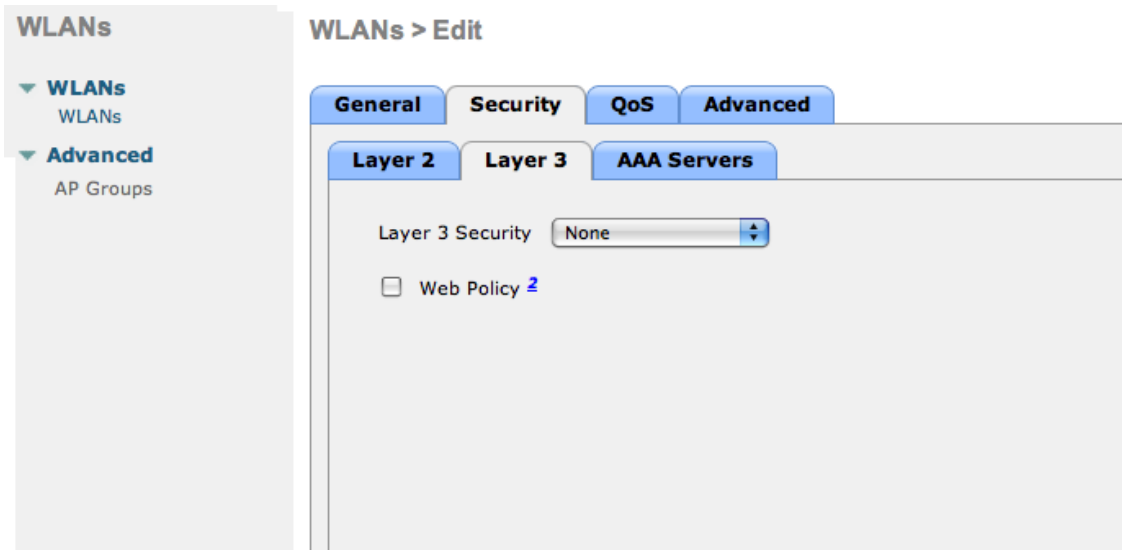 WLANs
WLANs
WLANs
Advanced
AP Groups
WLANs > Edit
General Security QoS Advanced
Layer 2 Layer 3 AAA Servers
Layer 3 Security None
Web Policy 2